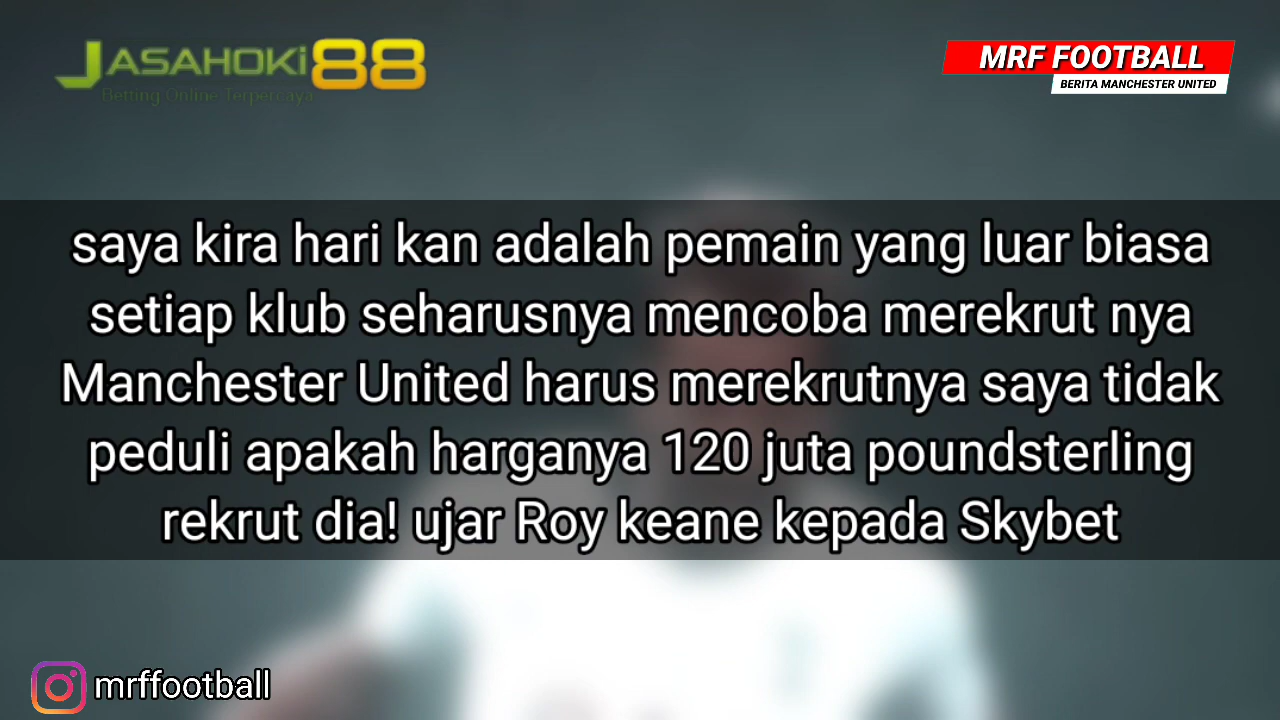 JASAHOKi88
Betting Online Terpercaya
MRF FOOTBALL
BERITA MANCHESTER UNITED
saya kira hari kan adalah pemain yang luar biasa
setiap klub seharusnya mencoba merekrut nya
Manchester United harus merekrutnya saya tidak
peduli apakah harganya 120 juta poundsterling
rekrut dia! ujar Roy keane kepada Skybet
mrffootball